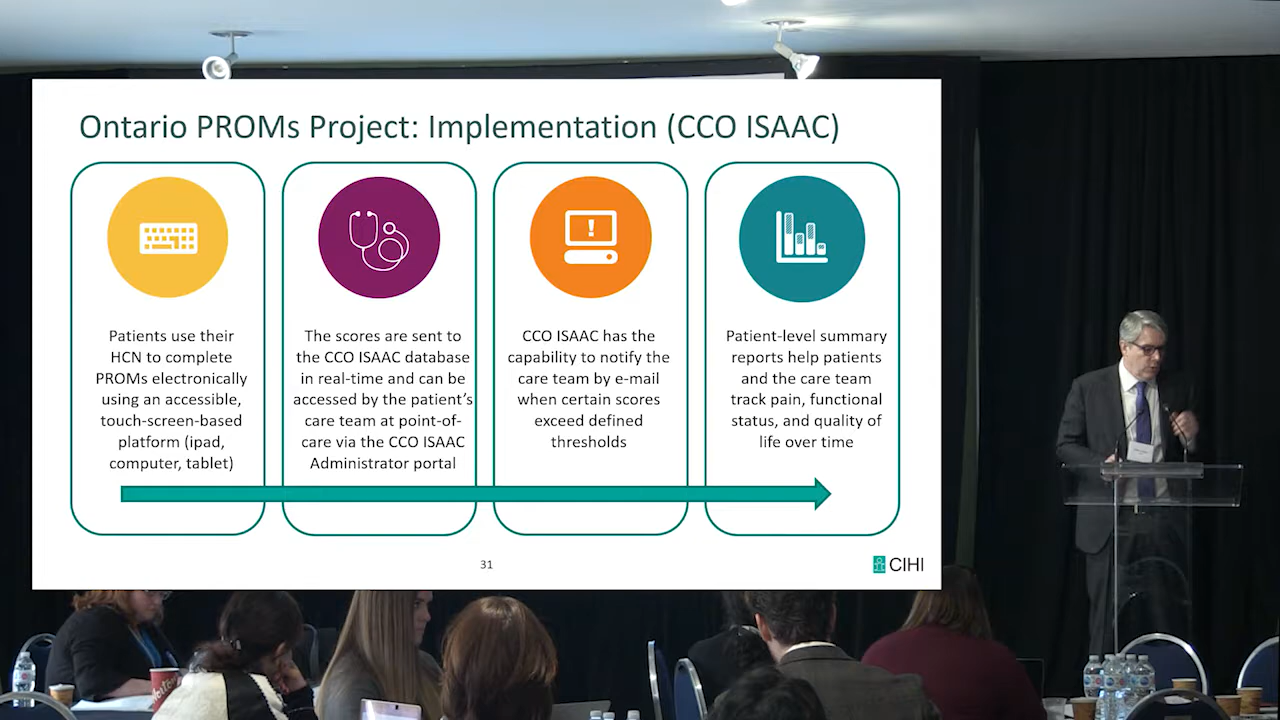 Ontario PROMs Project: Implementation (CCO ISAAC)
Patients use their
HCN to complete
PROMs electronically
using an accessible,
touch-screen-based
platform (ipad,
computer, tablet)
The scores are sent to
the CCO ISAAC database
in real-time and can be
accessed by the patient's
care team at point-of-
care via the CCO ISAAC
Administrator portal
CCO ISAAC has the
capability to notify the
care team by e-mail
when certain scores
exceed defined
thresholds
Patient-level summary
reports help patients
and the care team
track pain, functional
status, and quality of
life over time
31
CIHI